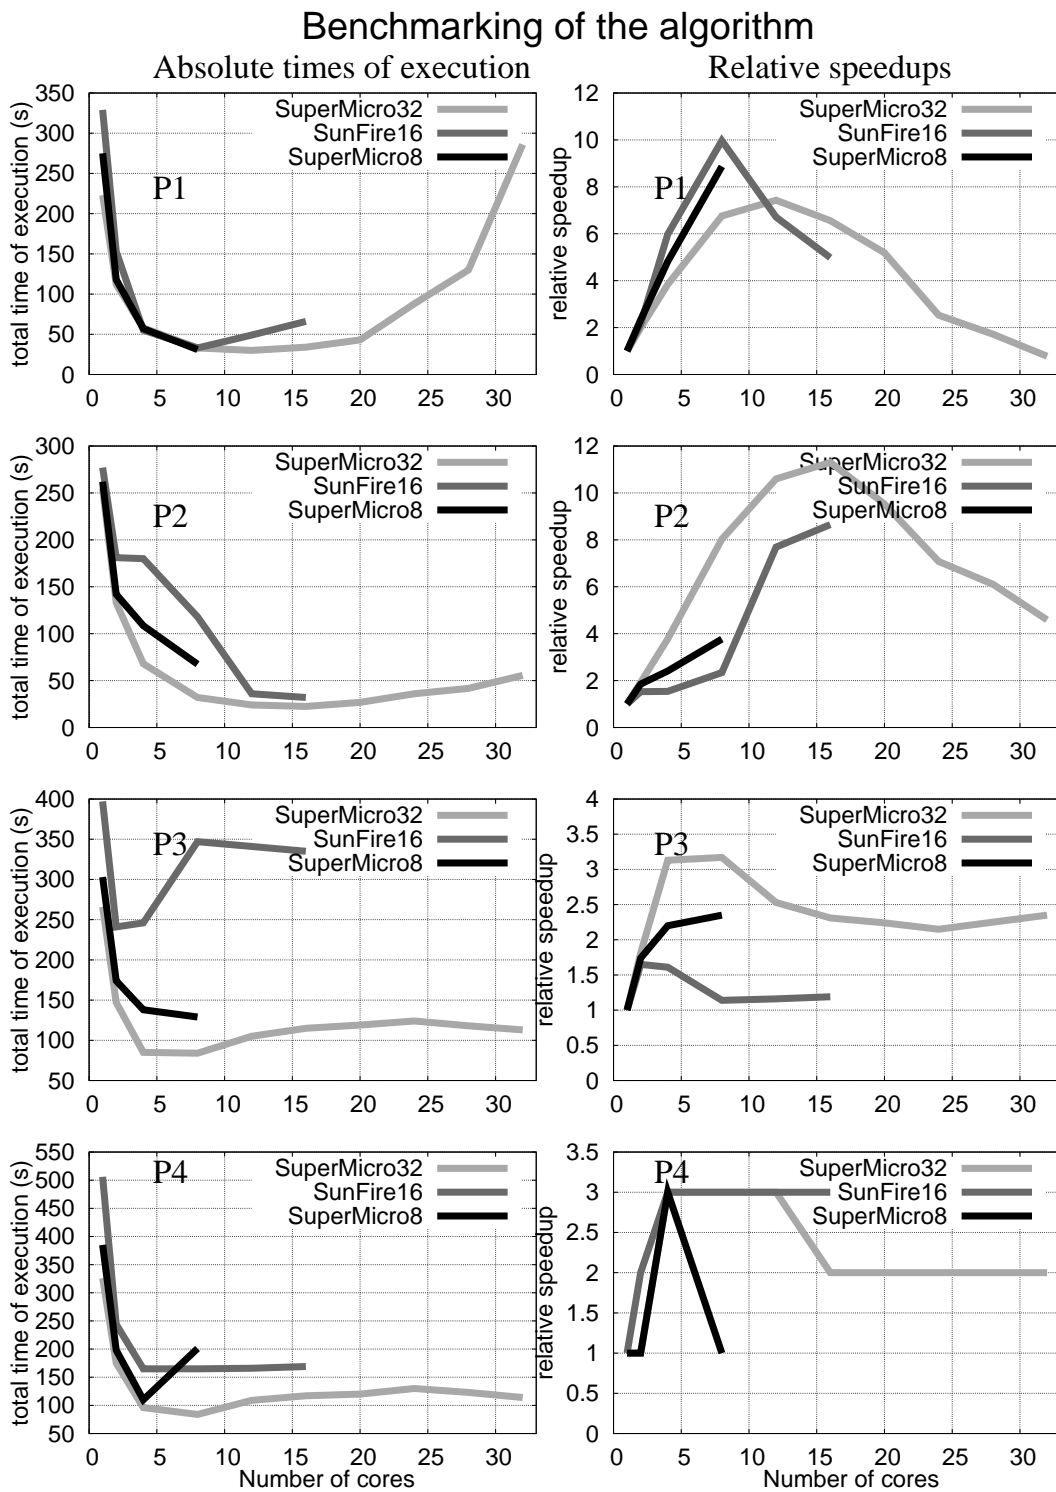 Benchmarking of the algorithm
Absolute times of execution
Relative speedups
total time of execution (s)
350
300
250
200
150
100
50
0
0 5 10 15 20 25 30
SuperMicro32
SunFire16
SuperMicro8
P1
relative speedup
12
10
8
6
4
2
0
0 5 10 15 20 25 30
SuperMicro32
SunFire16
SuperMicro8
P1
total time of execution (s)
300
250
200
150
100
50
0
0 5 10 15 20 25 30
SuperMicro32
SunFire16
SuperMicro8
P2
relative speedup
12
10
8
6
4
2
0
0 5 10 15 20 25 30
SuperMicro32
SunFire16
SuperMicro8
P2
total time of execution (s)
400
350
300
250
200
150
100
50
0 5 10 15 20 25 30
SuperMicro32
SunFire16
SuperMicro8
P3
relative speedup
4
3.5
3
2.5
2
1.5
1
0.5
0
0 5 10 15 20 25 30
SuperMicro32
SunFire16
SuperMicro8
P3
total time of execution (s)
550
500
450
400
350
300
250
200
150
100
50
0 5 10 15 20 25 30
Number of cores
SuperMicro32
SunFire16
SuperMicro8
P4
relative speedup
3.5
3
2.5
2
1.5
1
0.5
0
0 5 10 15 20 25 30
Number of cores
SuperMicro32
SunFire16
SuperMicro8
P4